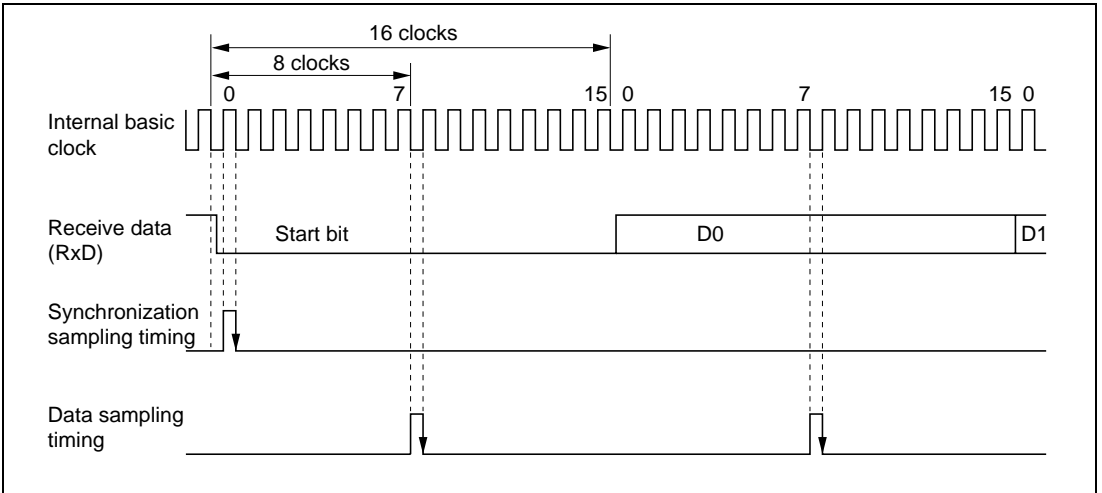 16 clocks
8 clocks
0 7 15 0 7 15 0
Internal basic
clock
Receive data
(RxD)
Start bit D0 D1
Synchronization
sampling timing
Data sampling
timing